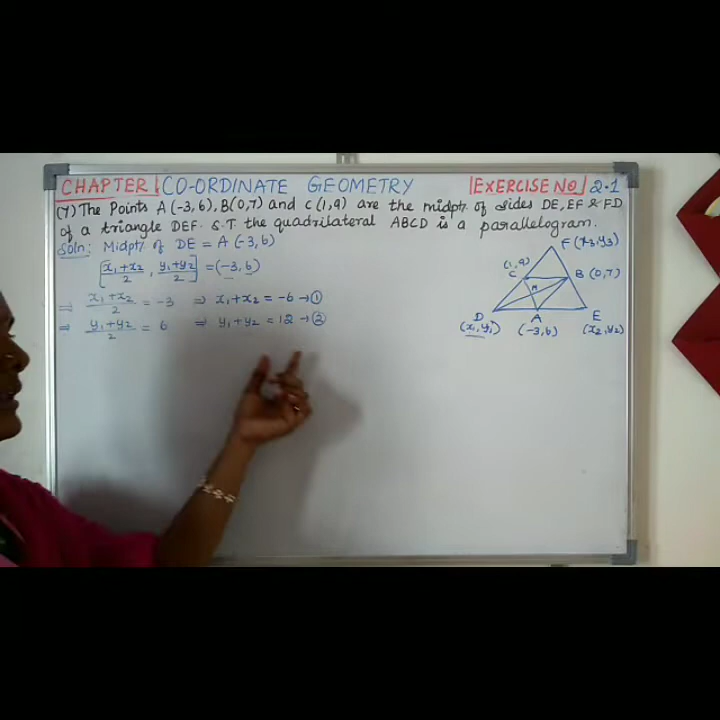 CHAPTER 1 CO-ORDINATE GEOMETRY EXERCISE NO 2.1
(7) The Points A(-3,6), B(0,7) and C(1,9) are the midpt. of sides DE, EF & FD
of a triangle DEF. S.T. the quadrilateral ABCD is a parallelogram.
Soln: Midpt. of DE = A(-3,6)
[x₁+x₂/2, y₁+y₂/2] = (-3,6)
⇒ x₁+x₂/2 = -3 ⇒ x₁+x₂ = -6 → ①
⇒ y₁+y₂/2 = 6 ⇒ y₁+y₂ = 12 → ②
F(x₃,y₃)
(1,9)
C B(0,7)
M
D A E
(x₁,y₁) (-3,6) (x₂,y₂)